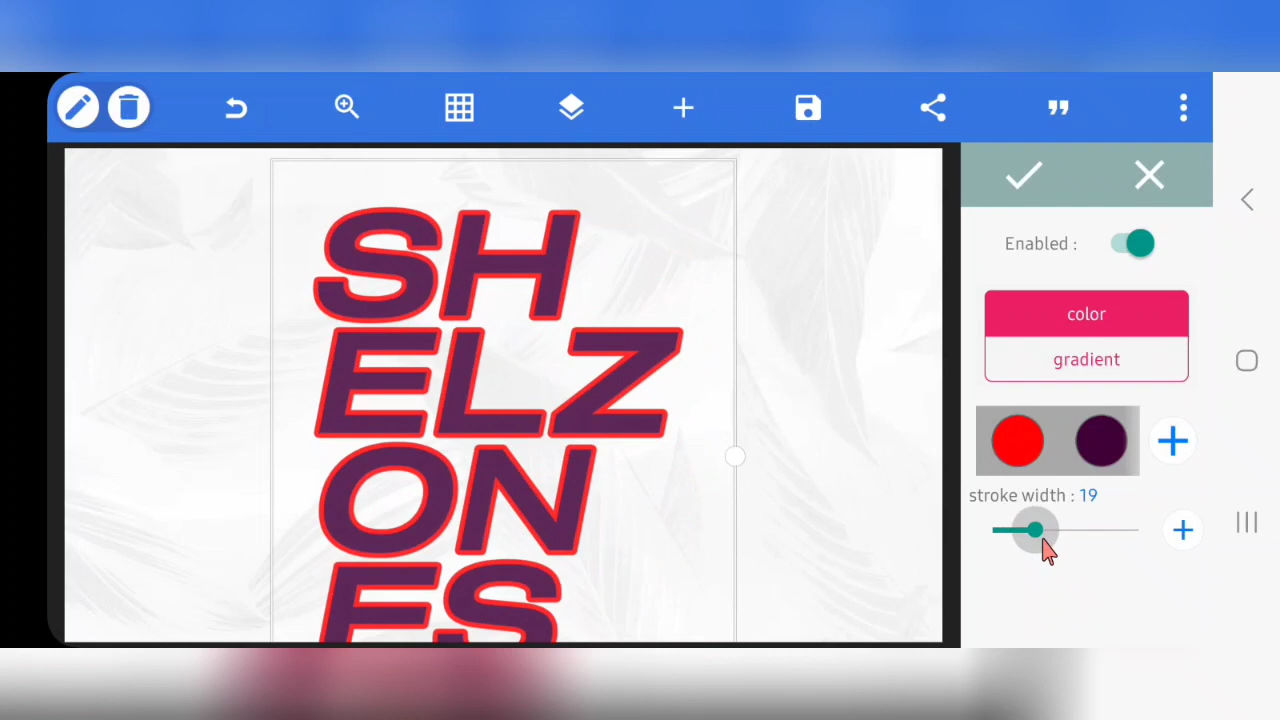 SH
ELZ
ON
ES
Enabled :
color
gradient
stroke width : 19